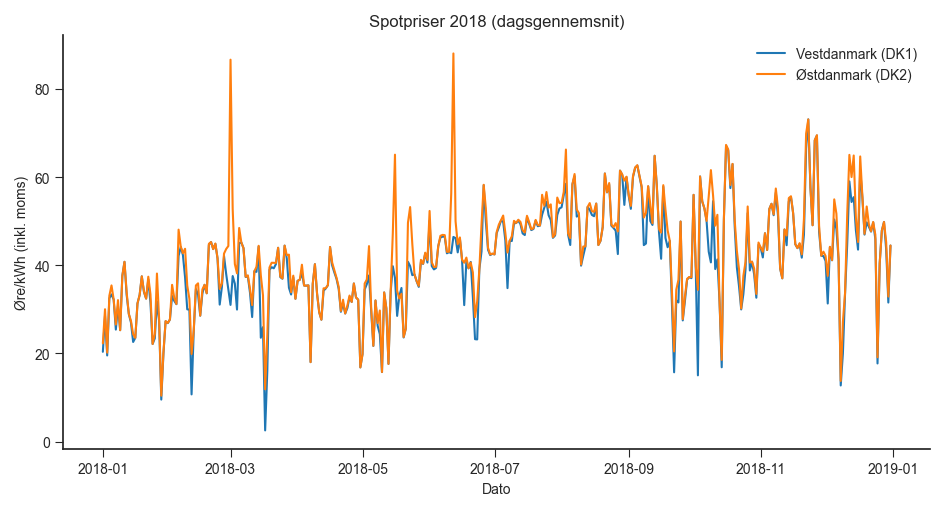 Spotpriser 2018 (dagsgennemsnit)
Vestdanmark (DK1)
Østdanmark (DK2)
Øre/kWh (inkl. moms)
80
60
40
20
0
2018-01 2018-03 2018-05 2018-07 2018-09 2018-11 2019-01
Dato